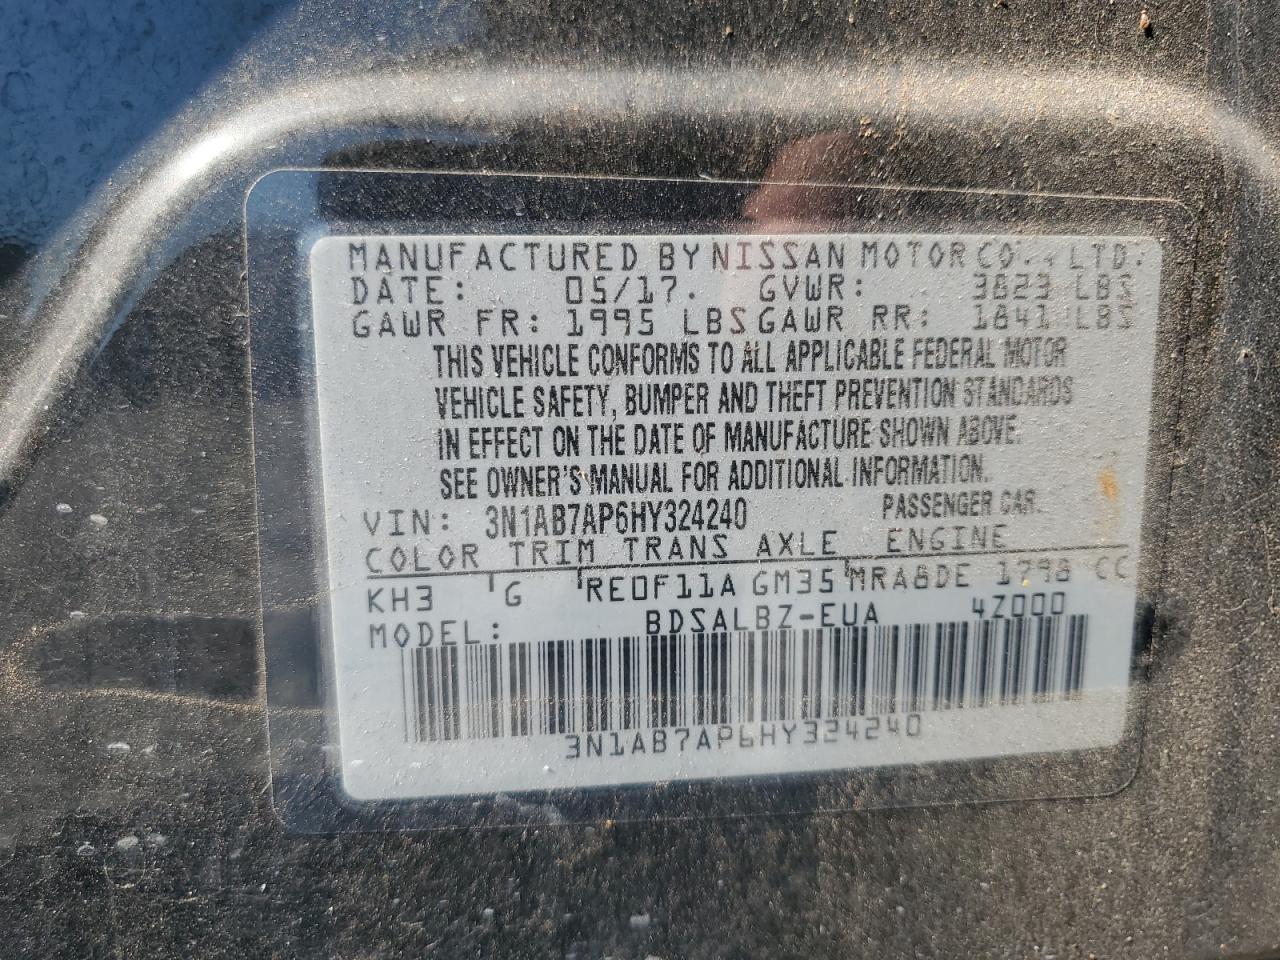 MANUFACTURED BY NISSAN MOTOR CO., LTD.
DATE: 05/17. GVWR: 3823 LBS
GAWR FR: 1995 LBS GAWR RR: 1841 LBS
THIS VEHICLE CONFORMS TO ALL APPLICABLE FEDERAL MOTOR
VEHICLE SAFETY, BUMPER AND THEFT PREVENTION STANDARDS
IN EFFECT ON THE DATE OF MANUFACTURE SHOWN ABOVE.
SEE OWNER'S MANUAL FOR ADDITIONAL INFORMATION.
VIN: 3N1AB7AP6HY324240 PASSENGER CAR.
COLOR TRIM TRANS AXLE ENGINE
KH3 G RE0F11A GM35 MRA8DE 1798 CC
MODEL: BDSALBZ-EUA 4Z000
3N1AB7AP6HY324240